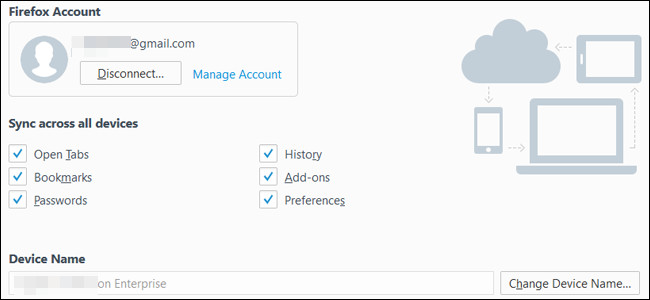 Firefox Account
@gmail.com
Disconnect... Manage Account
Sync across all devices
Open Tabs History
Bookmarks Add-ons
Passwords Preferences
Device Name
on Enterprise Change Device Name...